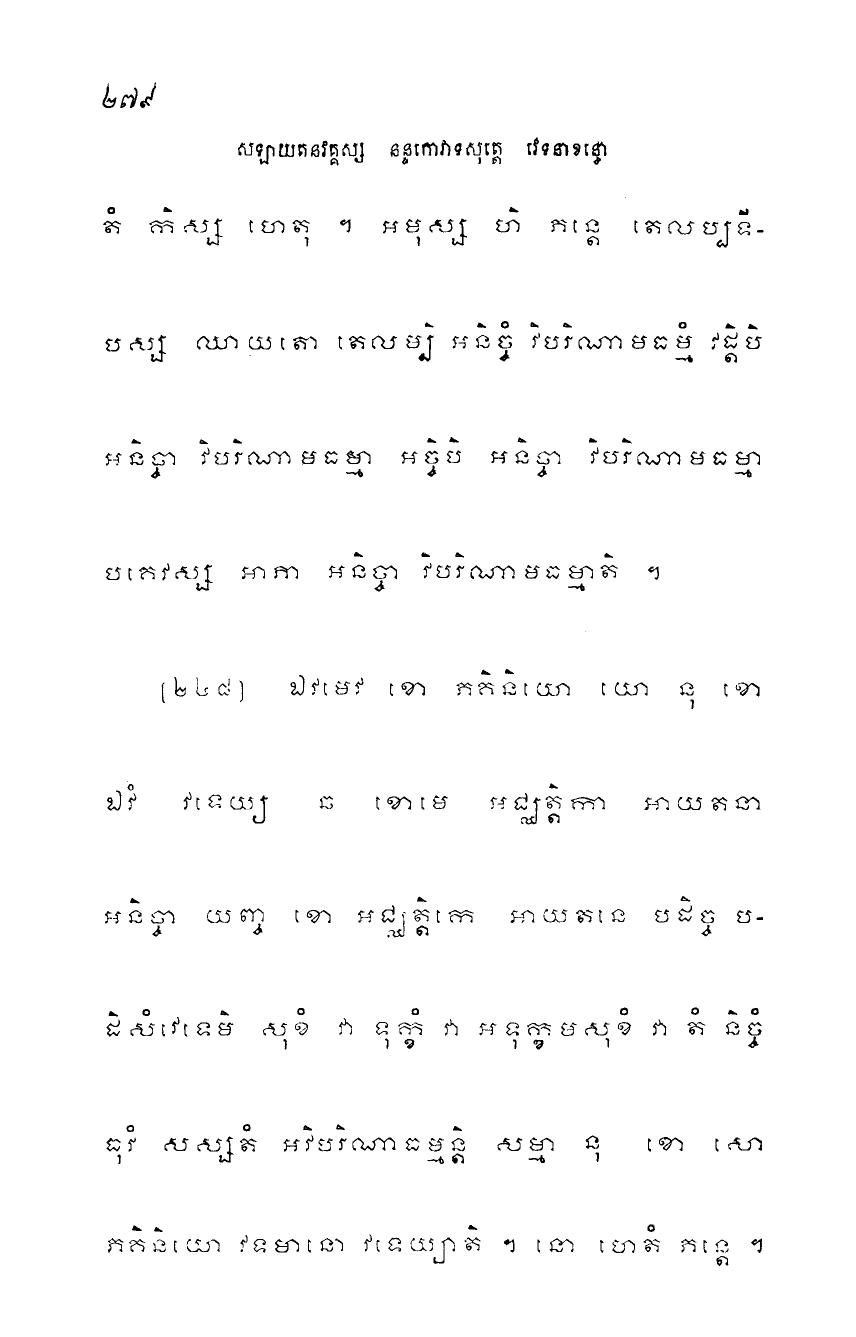 ២៧៩
សឡាយតនវគ្គស្ស នន្ទកោវាទសុត្តេ វេទនាខន្ធោ
តំ កិស្ស ហេតុ ។ អមុស្ស ហិ ភន្តេ តេលប្បទី-
បស្ស ឈាយតោ តេលម្បិ អនិច្ចំ វិបរិណាមធម្មំ វដ្តិបិ
អនិច្ចា វិបរិណាមធម្មា អច្ចិបិ អនិច្ចា វិបរិណាមធម្មា
បគេវស្ស អាភា អនិច្ចា វិបរិណាមធម្មាតិ ។
[២៤៨] ឯវមេវ ខោ ភគិនិយោ យោ នុ ខោ
ឯវំ វទេយ្យ ឆ ខោមេ អជ្ឈត្តិកា អាយតនា
អនិច្ចា យញ្ច ខោ អជ្ឈត្តិកេ អាយតនេ បដិច្ច ប-
ដិសំវេទេមិ សុខំ វា ទុក្ខំ វា អទុក្ខមសុខំ វា តំ និច្ចំ
ធុវំ សស្សតំ អវិបរិណាធម្មន្តិ សម្មា នុ ខោ សោ
ភគិនិយោ វទមានោ វទេយ្យាតិ ។ នោ ហេតំ ភន្តេ ។